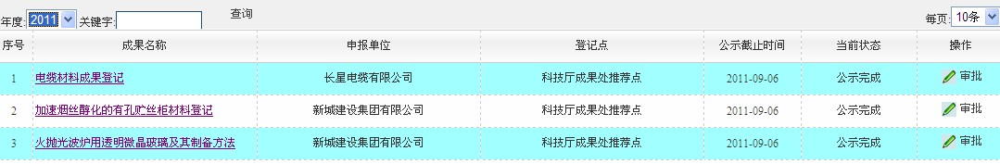 年度: 2011 关键字: 查询 每页: 10条
序号 成果名称 申报单位 登记点 公示截止时间 当前状态 操作
1 电缆材料成果登记 长星电缆有限公司 科技厅成果处推荐点 2011-09-06 公示完成 审批
2 加速烟丝醇化的有孔贮丝柜材料登记 新城建设集团有限公司 科技厅成果处推荐点 2011-09-06 公示完成 审批
3 火抛光波炉用透明微晶玻璃及其制备方法 新城建设集团有限公司 科技厅成果处推荐点 2011-09-06 公示完成 审批